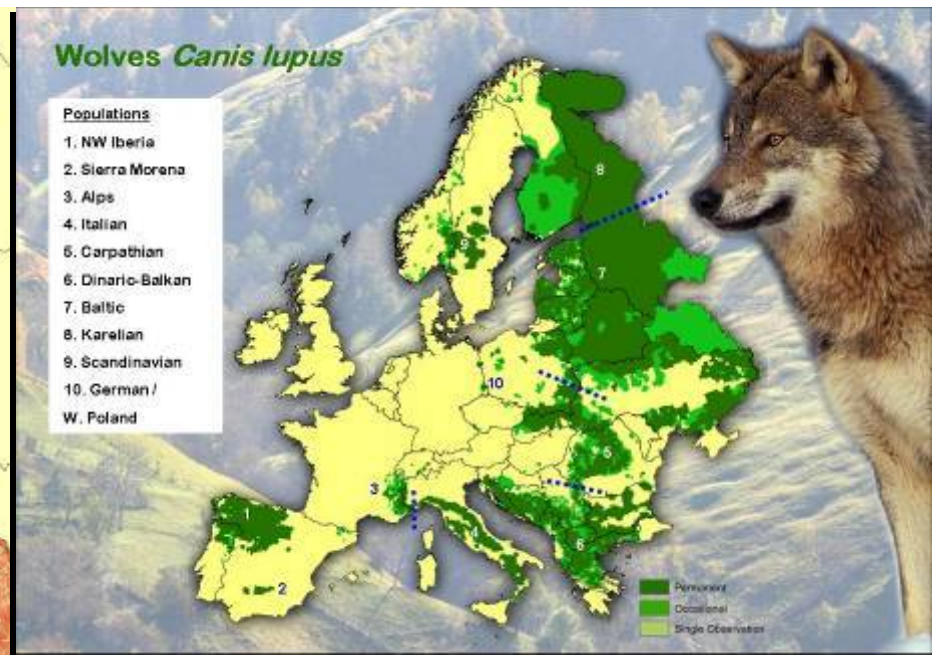 Wolves Canis lupus
Populations
1. NW Iberia
2. Sierra Morena
3. Alps
4. Italian
5. Carpathian
6. Dinaric-Balkan
7. Baltic
8. Karelian
9. Scandinavian
10. German /
W. Poland
8
9
7
10
5
3
1
6
2
Permanent
Occasional
Single Observation